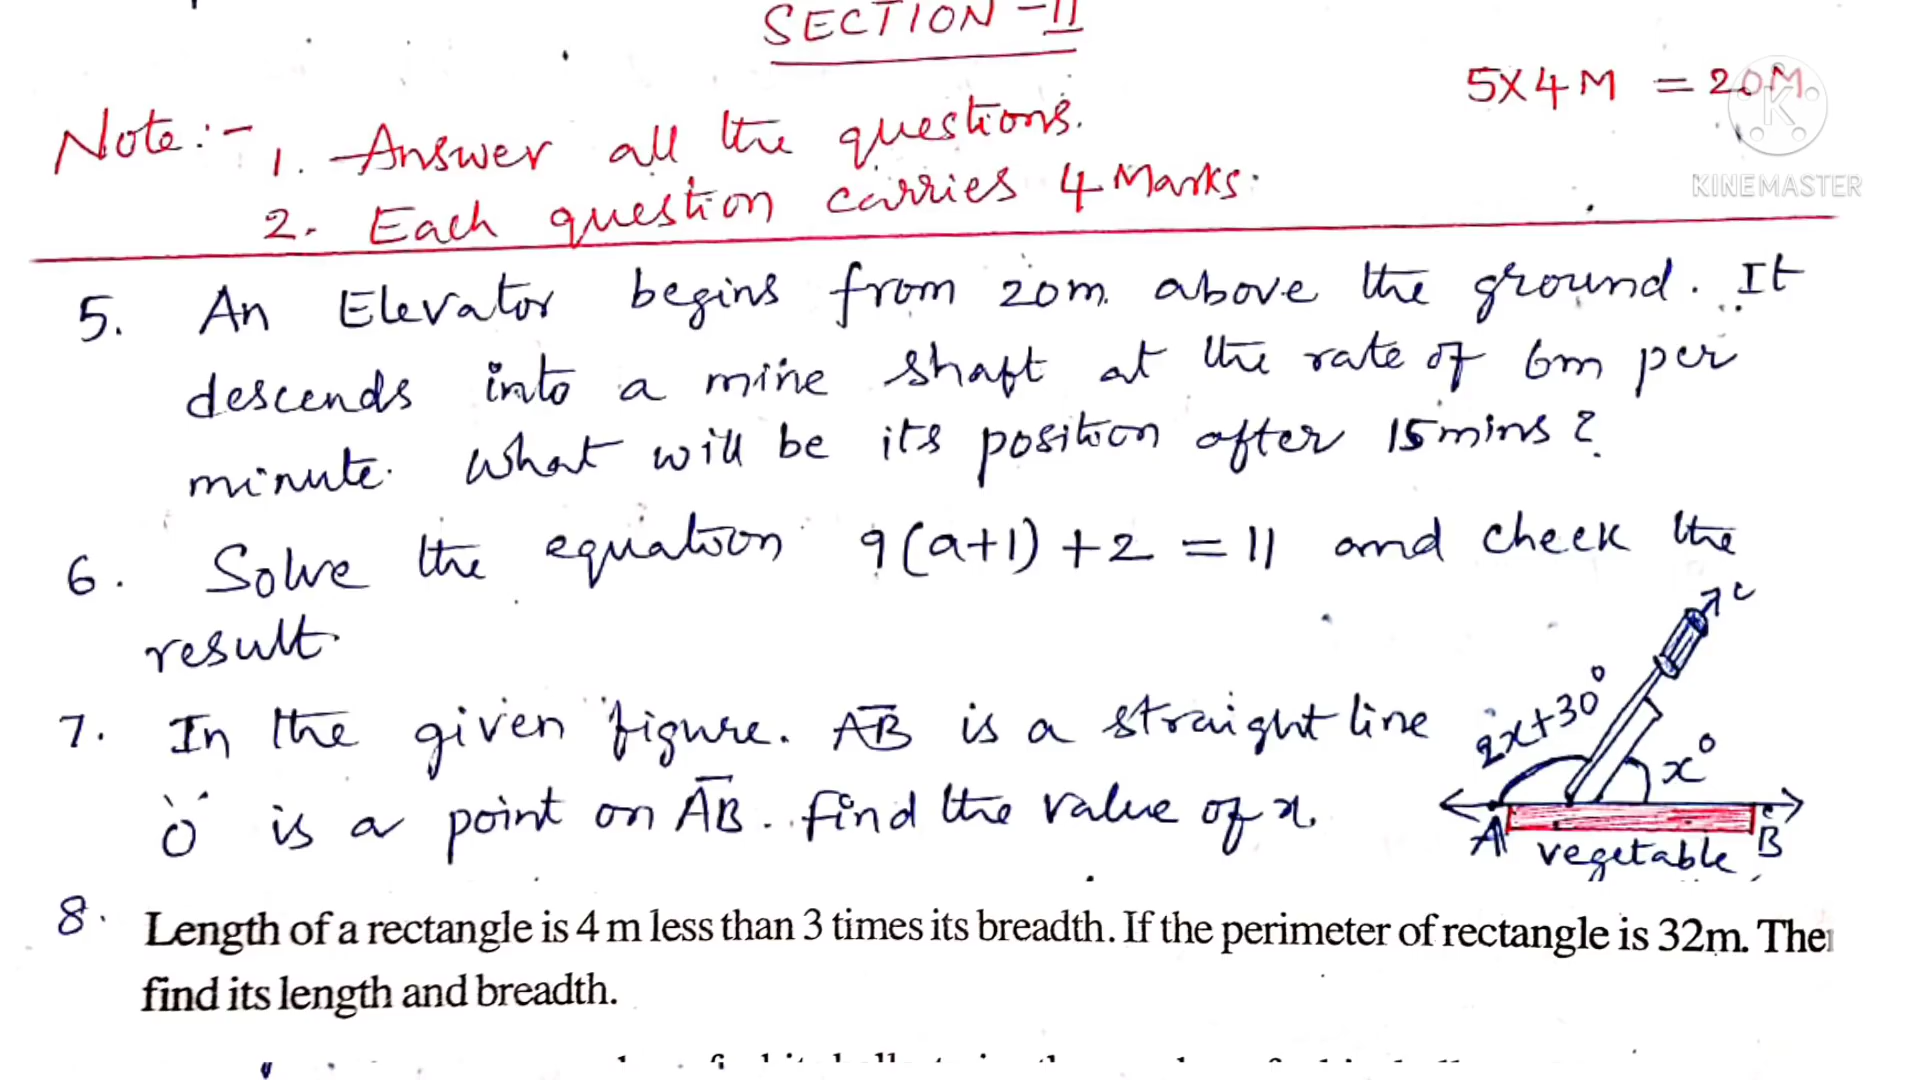 SECTION - II
5X4M = 20M
Note:- 1. Answer all the questions.
2. Each question carries 4 Marks.
KINEMASTER
5. An Elevator begins from 20m above the ground. It
descends into a mine shaft at the rate of 6m per
minute. What will be its position after 15mins?
6. Solve the equation 9(a+1)+2 = 11 and check the
result.
7. In the given figure. AB is a straight line
'O' is a point on AB. find the value of x.
C
2x+30°
x°
A B
vegetable
8. Length of a rectangle is 4 m less than 3 times its breadth. If the perimeter of rectangle is 32m. The
find its length and breadth.